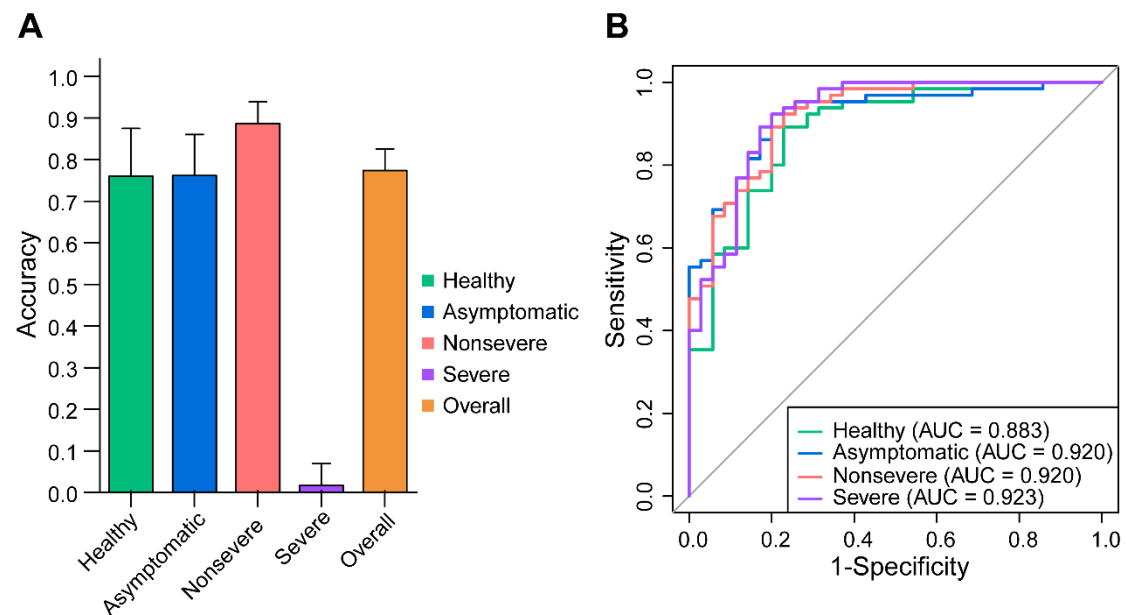 A
Accuracy
1.0
0.9
0.8
0.7
0.6
0.5
0.4
0.3
0.2
0.1
0.0
Healthy
Asymptomatic
Nonsevere
Severe
Overall
Healthy
Asymptomatic
Nonsevere
Severe
Overall
B
Sensitivity
1.0
0.8
0.6
0.4
0.2
0.0
Healthy (AUC = 0.883)
Asymptomatic (AUC = 0.920)
Nonsevere (AUC = 0.920)
Severe (AUC = 0.923)
0.0 0.2 0.4 0.6 0.8 1.0
1-Specificity